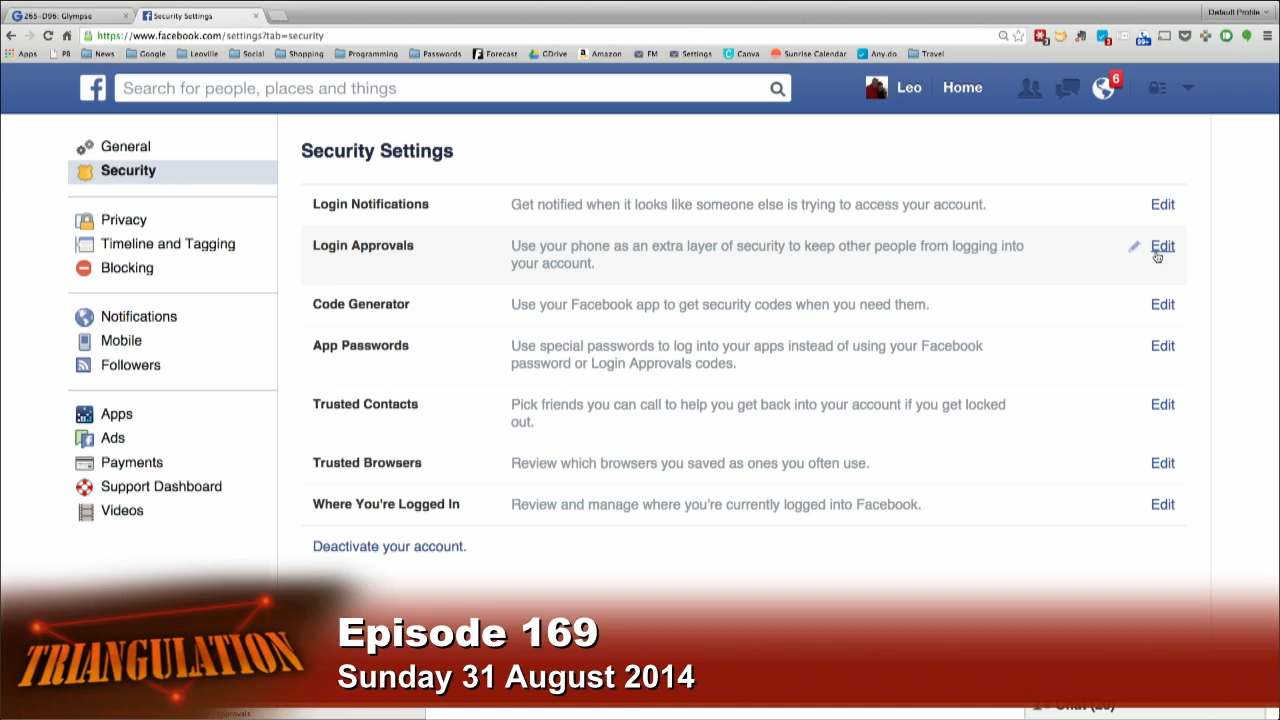 265-D96: Glympse
Security Settings
Default Profile
https://www.facebook.com/settings?tab=security
Apps PB News Google Leoville Social Shopping Programming Passwords Forecast GDrive Amazon FM Settings Canva Sunrise Calendar Any.do Travel
Search for people, places and things
Leo
Home
6
General
Security
Privacy
Timeline and Tagging
Blocking
Notifications
Mobile
Followers
Apps
Ads
Payments
Support Dashboard
Videos
Security Settings
Login Notifications Get notified when it looks like someone else is trying to access your account. Edit
Login Approvals Use your phone as an extra layer of security to keep other people from logging into Edit
your account.
Code Generator Use your Facebook app to get security codes when you need them. Edit
App Passwords Use special passwords to log into your apps instead of using your Facebook Edit
password or Login Approvals codes.
Trusted Contacts Pick friends you can call to help you get back into your account if you get locked Edit
out.
Trusted Browsers Review which browsers you saved as ones you often use. Edit
Where You're Logged In Review and manage where you're currently logged into Facebook. Edit
Deactivate your account.
TRIANGULATION
Episode 169
Sunday 31 August 2014